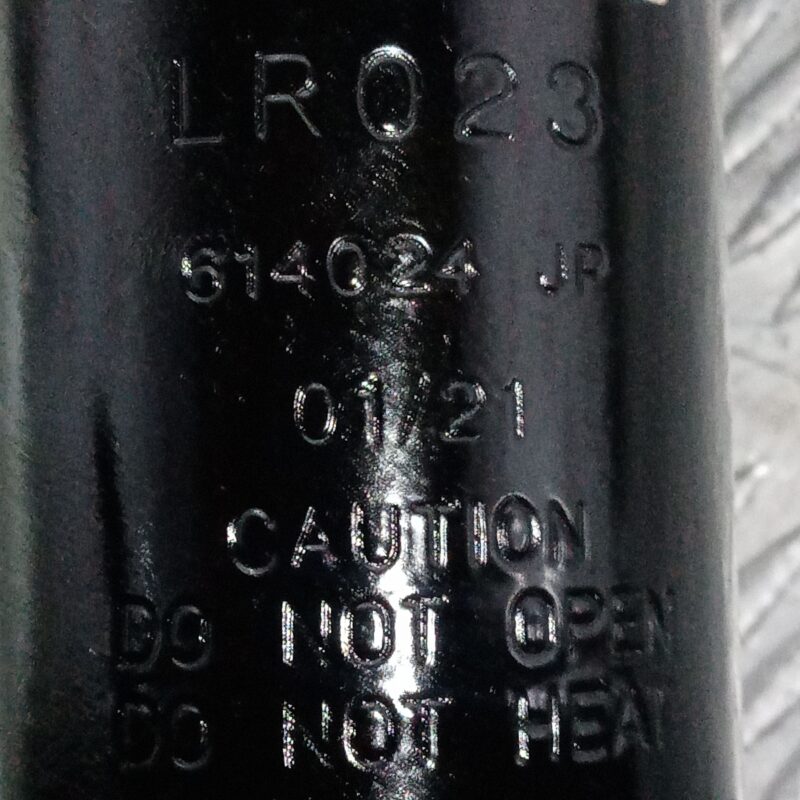 LR023
614024 JP
01/21
CAUTION
DO NOT OPEN
DO NOT HEAT